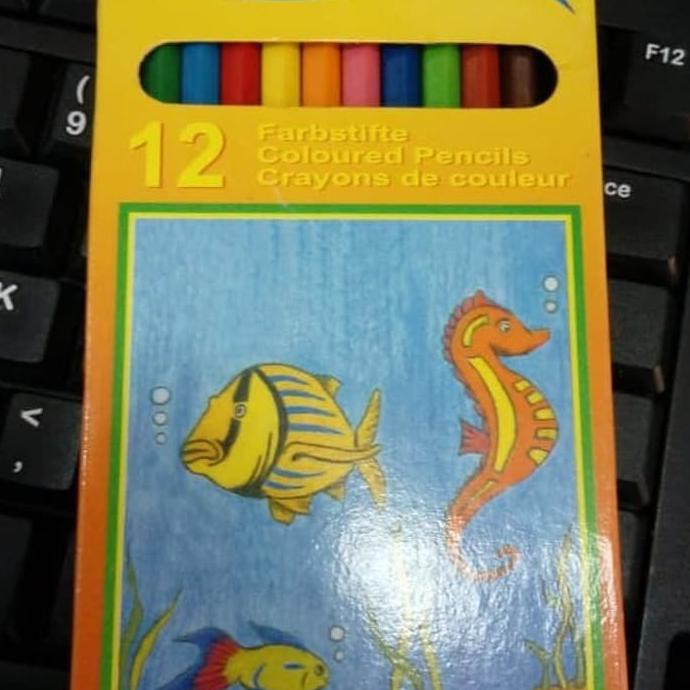 12
Farbstifte
Coloured Pencils
Crayons de couleur
F12
(
9
ce
K
<
,